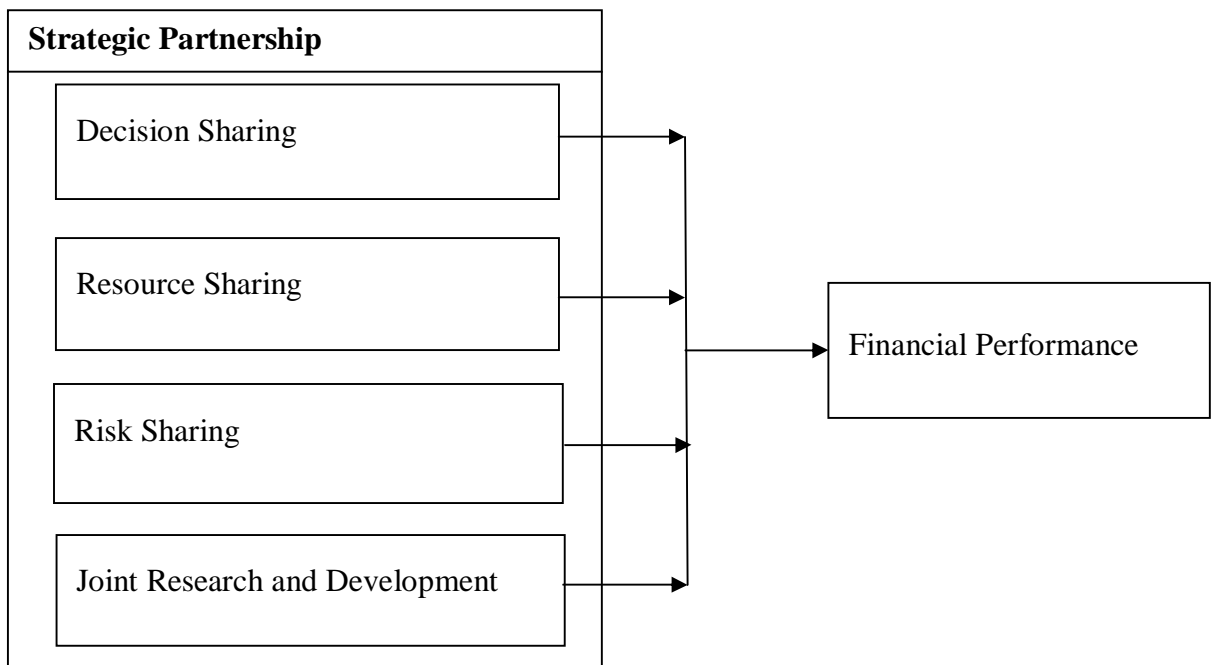 Strategic Partnership
Decision Sharing
Resource Sharing
Financial Performance
Risk Sharing
Joint Research and Development